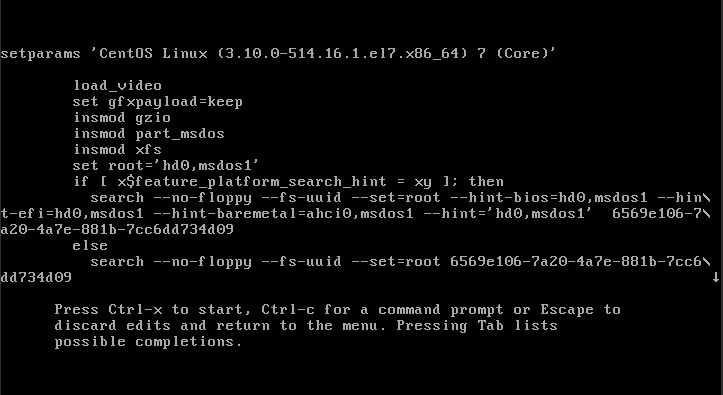 setparams 'CentOS Linux (3.10.0-514.16.1.el7.x86_64) 7 (Core)'
load_video
set gfxpayload=keep
insmod gzio
insmod part_msdos
insmod xfs
set root='hd0,msdos1'
if [ x$feature_platform_search_hint = xy ]; then
search --no-floppy --fs-uuid --set=root --hint-bios=hd0,msdos1 --hin\
t-efi=hd0,msdos1 --hint-baremetal=ahci0,msdos1 --hint='hd0,msdos1'  6569e106-7\
a20-4a7e-881b-7cc6dd734d09
else
search --no-floppy --fs-uuid --set=root 6569e106-7a20-4a7e-881b-7cc6\
dd734d09 ↓
Press Ctrl-x to start, Ctrl-c for a command prompt or Escape to
discard edits and return to the menu. Pressing Tab lists
possible completions.